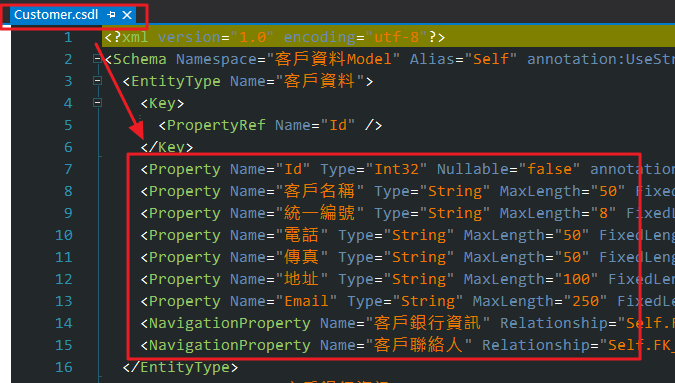 Customer.csdl
1 <?xml version="1.0" encoding="utf-8"?>
2 <Schema Namespace="客戶資料Model" Alias="Self" annotation:UseStr
3 <EntityType Name="客戶資料">
4 <Key>
5 <PropertyRef Name="Id" />
6 </Key>
7 <Property Name="Id" Type="Int32" Nullable="false" annotation
8 <Property Name="客戶名稱" Type="String" MaxLength="50" Fixed
9 <Property Name="統一編號" Type="String" MaxLength="8" FixedL
10 <Property Name="電話" Type="String" MaxLength="50" FixedLeng
11 <Property Name="傳真" Type="String" MaxLength="50" FixedLeng
12 <Property Name="地址" Type="String" MaxLength="100" FixedLen
13 <Property Name="Email" Type="String" MaxLength="250" FixedLe
14 <NavigationProperty Name="客戶銀行資訊" Relationship="Self.F
15 <NavigationProperty Name="客戶聯絡人" Relationship="Self.FK_
16 </EntityType>